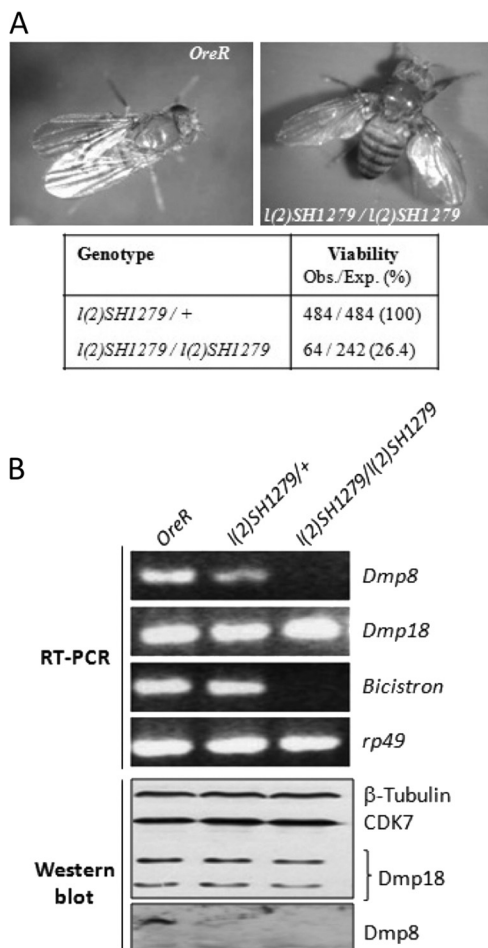 A
OreR
l(2)SH1279 / l(2)SH1279
Genotype
Viability
Obs./Exp. (%)
l(2)SH1279 / +
484 / 484 (100)
l(2)SH1279 / l(2)SH1279
64 / 242 (26.4)
B
OreR
l(2)SH1279/+
l(2)SH1279/l(2)SH1279
RT-PCR
Dmp8
Dmp18
Bicistron
rp49
Western
blot
β-Tubulin
CDK7
Dmp18
Dmp8